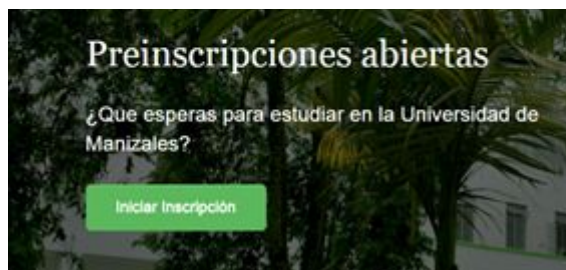 Preinscripciones abiertas
¿Que esperas para estudiar en la Universidad de
Manizales?
Iniciar Inscripción